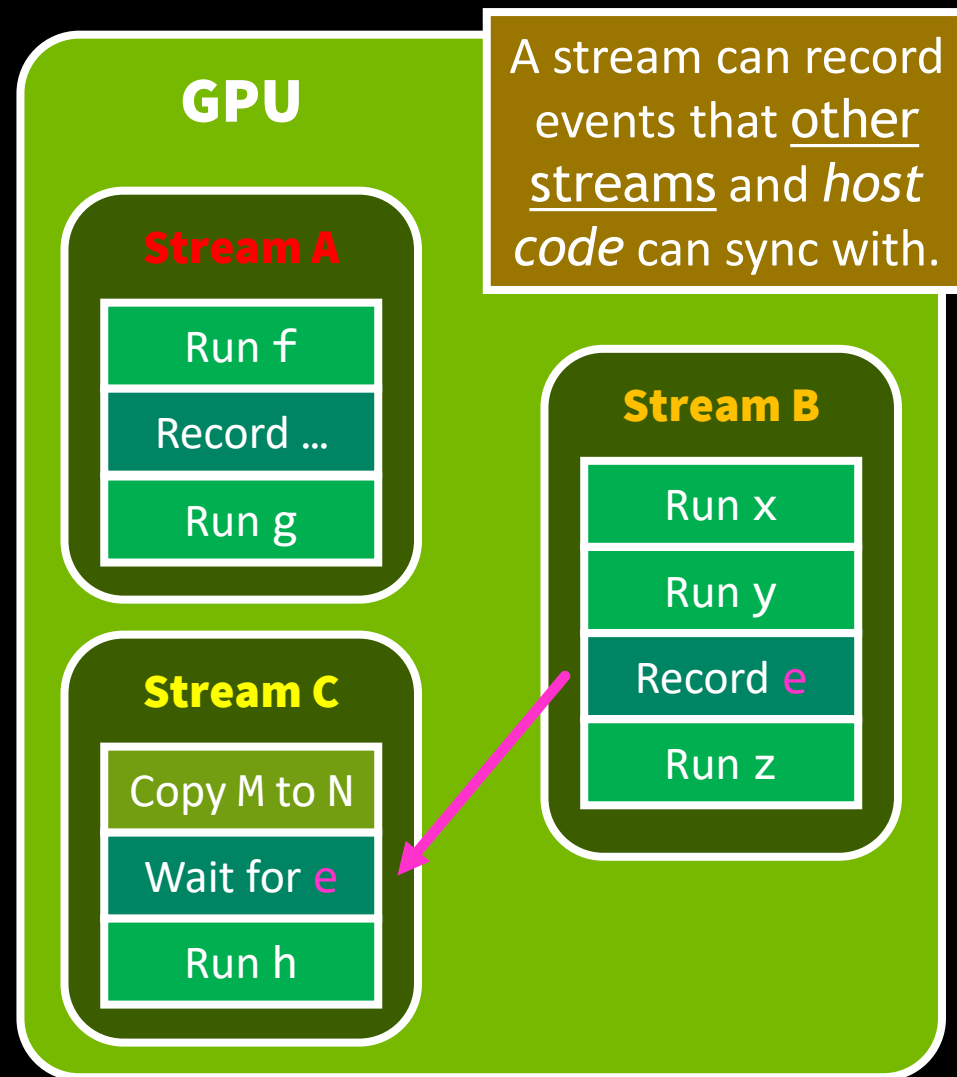 GPU
A stream can record
events that other
streams and host
code can sync with.
Stream A
Run f
Record …
Run g
Stream B
Run x
Run y
Record e
Run z
Stream C
Copy M to N
Wait for e
Run h